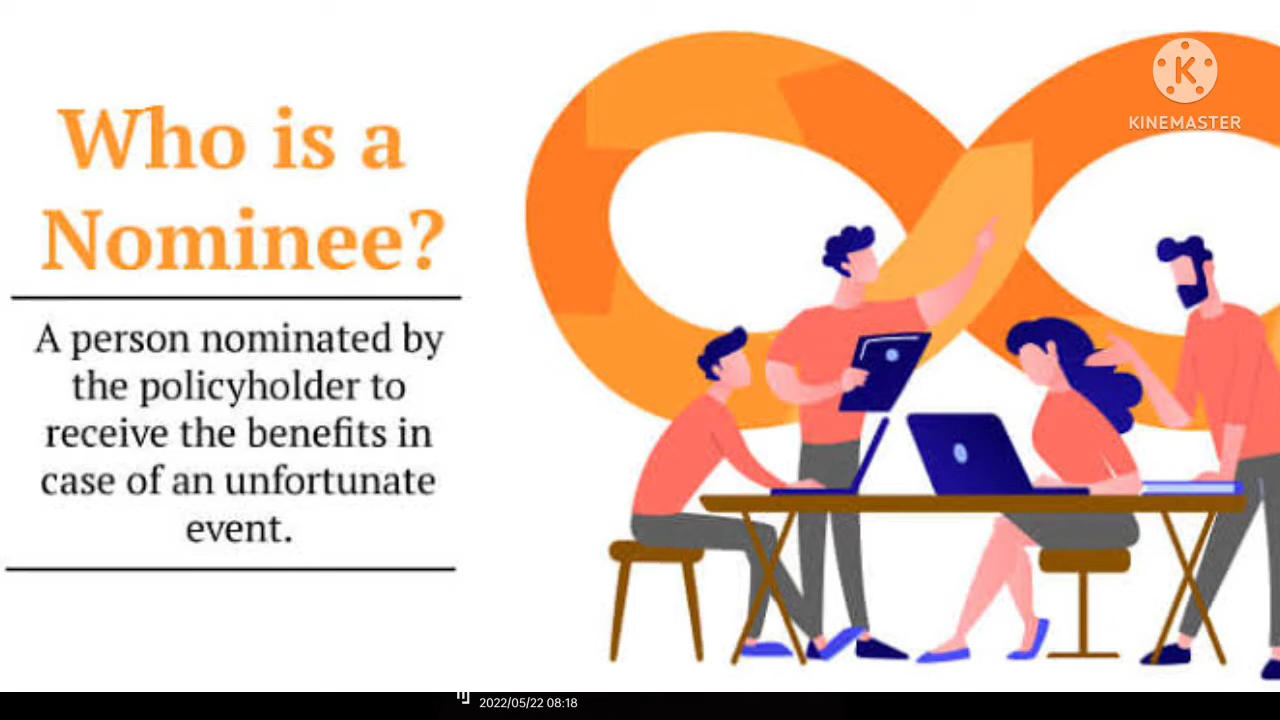 Who is a
Nominee?
A person nominated by
the policyholder to
receive the benefits in
case of an unfortunate
event.
K
KINEMASTER
2022/05/22 08:18